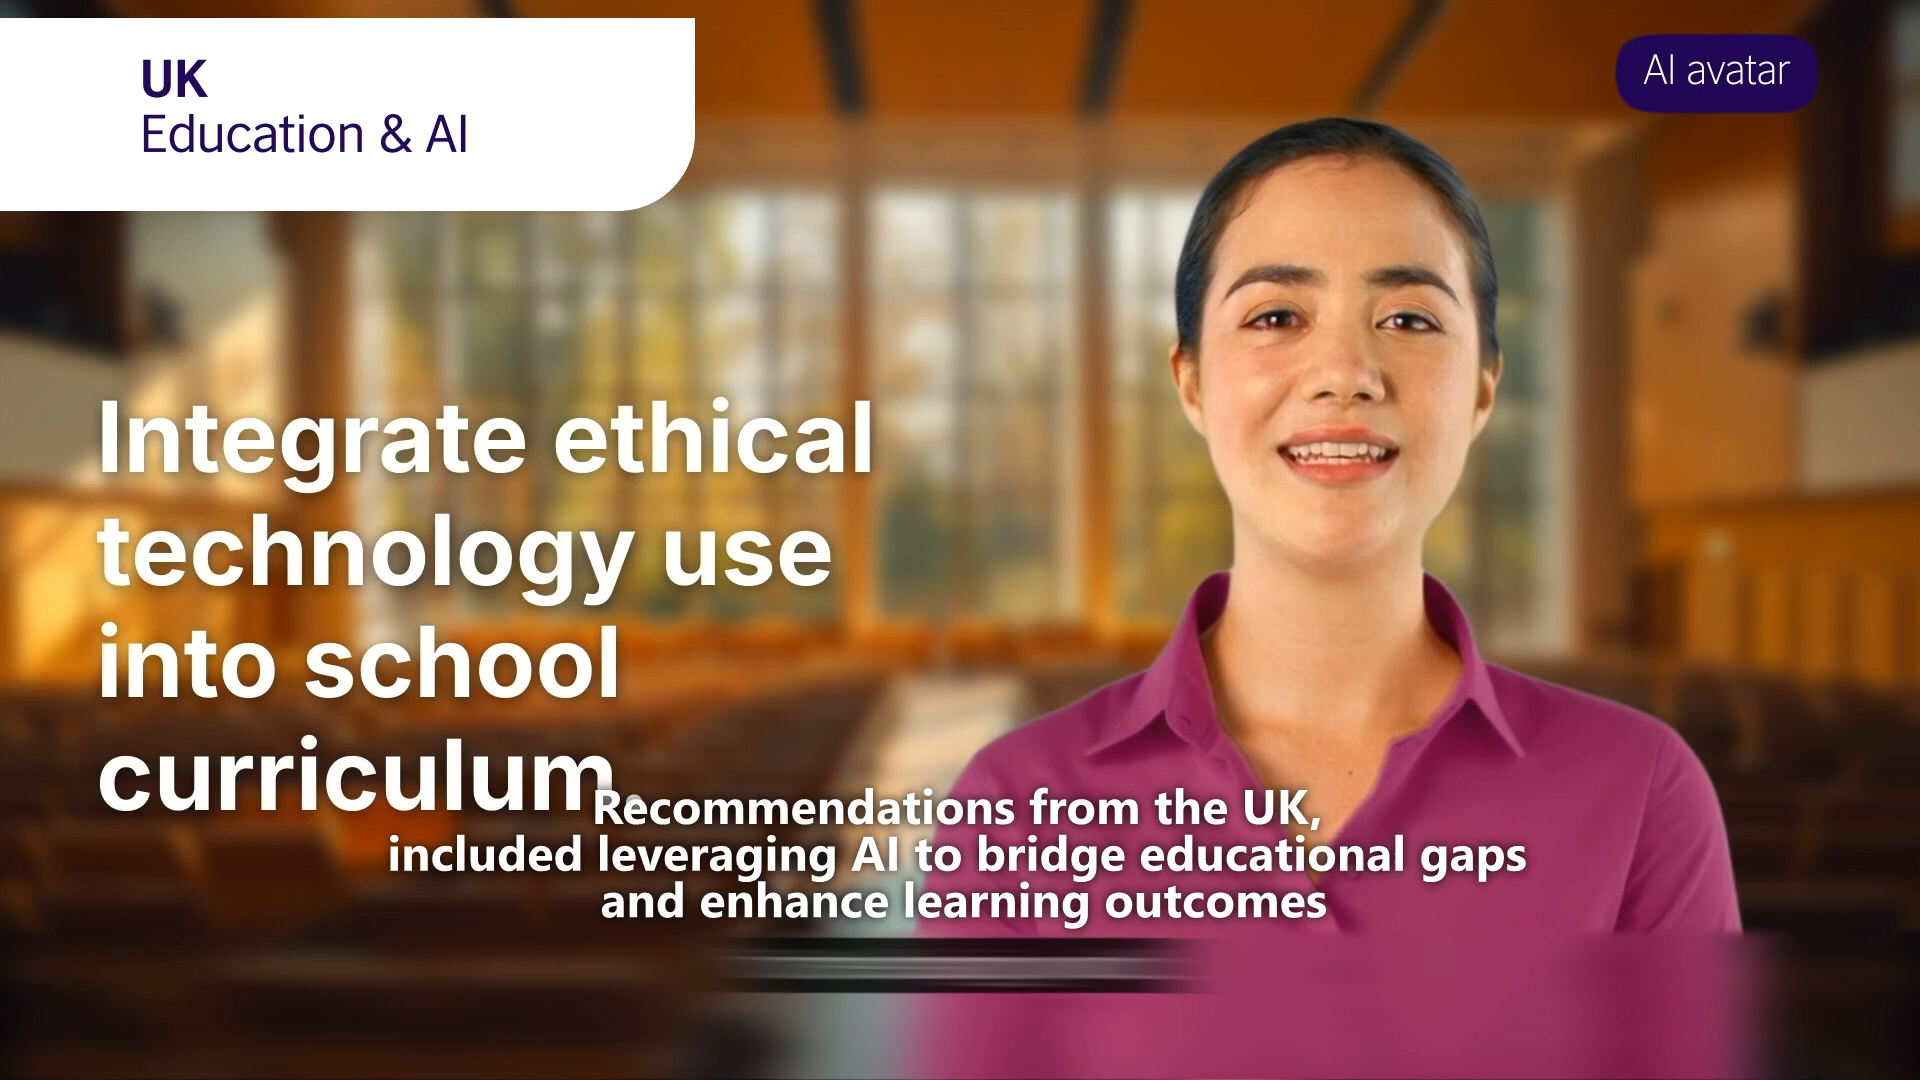 UK
Education & AI
AI avatar
Integrate ethical
technology use
into school
curriculum.
Recommendations from the UK,
included leveraging AI to bridge educational gaps
and enhance learning outcomes